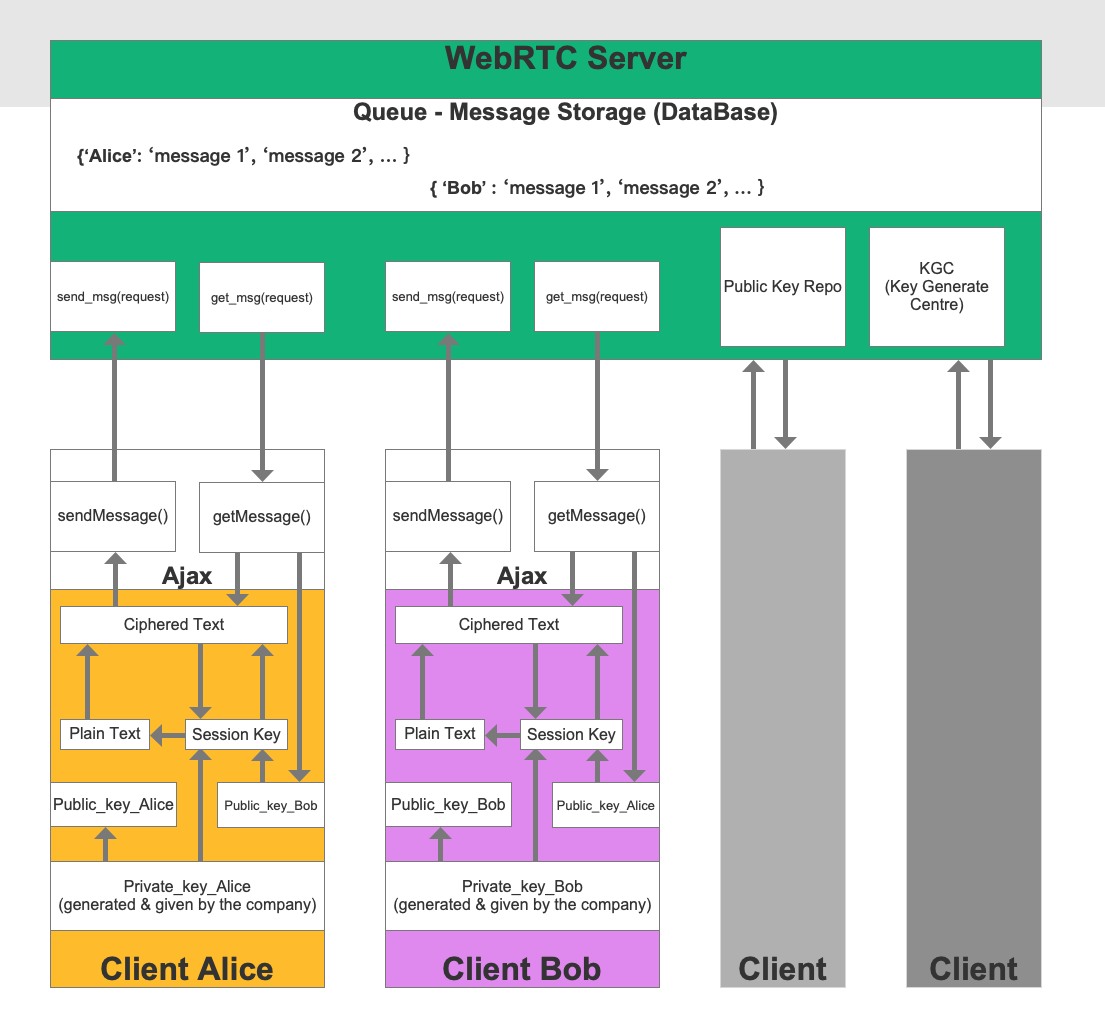 WebRTC Server
Queue - Message Storage (DataBase)
{‘Alice’: ‘message 1’, ‘message 2’, ... }
{ ‘Bob’ : ‘message 1’, ‘message 2’, ... }
send_msg(request)
get_msg(request)
send_msg(request)
get_msg(request)
Public Key Repo
KGC
(Key Generate
Centre)
sendMessage()
getMessage()
Ajax
Ciphered Text
Plain Text
Session Key
Public_key_Alice
Public_key_Bob
Private_key_Alice
(generated & given by the company)
Client Alice
sendMessage()
getMessage()
Ajax
Ciphered Text
Plain Text
Session Key
Public_key_Bob
Public_key_Alice
Private_key_Bob
(generated & given by the company)
Client Bob
Client
Client